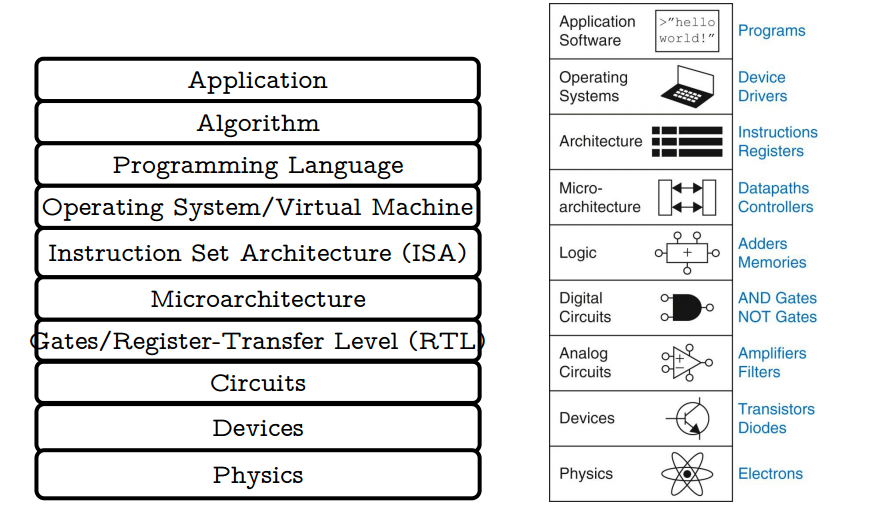 Application
Algorithm
Programming Language
Operating System/Virtual Machine
Instruction Set Architecture (ISA)
Microarchitecture
Gates/Register-Transfer Level (RTL)
Circuits
Devices
Physics
Application
Software
>"hello
world!"
Programs
Operating
Systems
Device
Drivers
Architecture
Instructions
Registers
Micro-
architecture
Datapaths
Controllers
Logic
+
Adders
Memories
Digital
Circuits
AND Gates
NOT Gates
Analog
Circuits
+
−
Amplifiers
Filters
Devices
Transistors
Diodes
Physics
Electrons